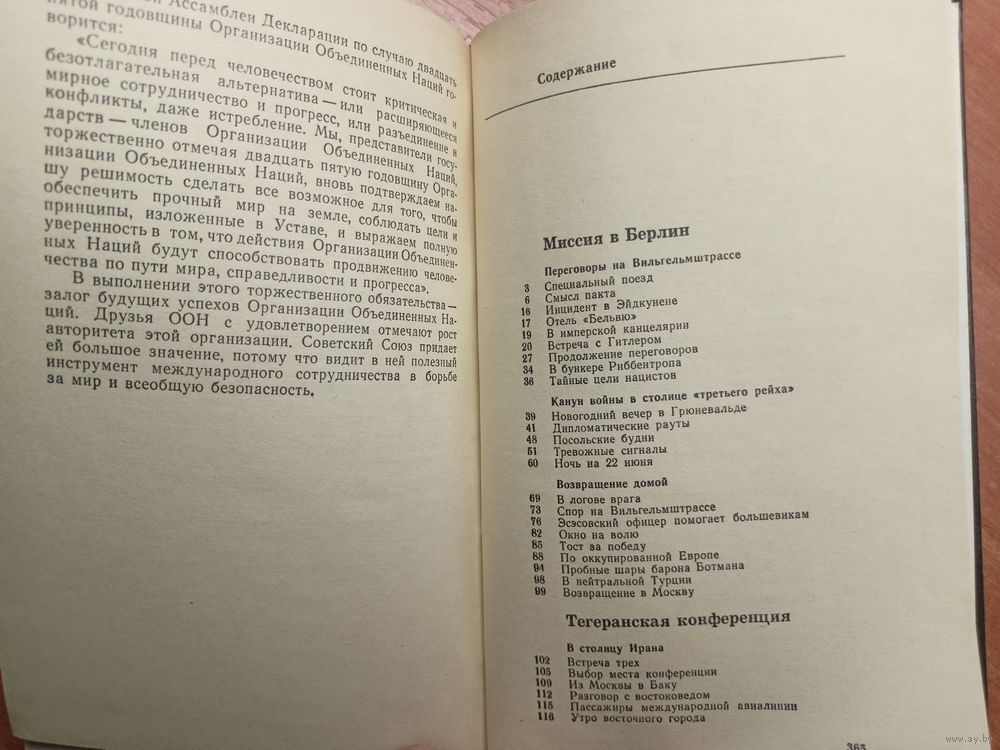 ой Ассамблеи Декларации по случаю двадцать
пятой годовщины Организации Объединенных Наций го-
ворится:
«Сегодня перед человечеством стоит критическая и
безотлагательная альтернатива — или расширяющееся
мирное сотрудничество и прогресс, или разъединение и
конфликты, даже истребление. Мы, представители госу-
дарств — членов Организации Объединенных Наций,
торжественно отмечая двадцать пятую годовщину Орга-
низации Объединенных Наций, вновь подтверждаем на-
шу решимость сделать все возможное для того, чтобы
обеспечить прочный мир на земле, соблюдать цели и
принципы, изложенные в Уставе, и выражаем полную
уверенность в том, что действия Организации Объединен-
ных Наций будут способствовать продвижению челове-
чества по пути мира, справедливости и прогресса».
В выполнении этого торжественного обязательства —
залог будущих успехов Организации Объединенных На-
ций. Друзья ООН с удовлетворением отмечают рост
авторитета этой организации. Советский Союз придает
ей большое значение, потому что видит в ней полезный
инструмент международного сотрудничества в борьбе
за мир и всеобщую безопасность.
Содержание
Миссия в Берлин
Переговоры на Вильгельмштрассе
3 Специальный поезд
6 Смысл пакта
16 Инцидент в Эйдкунене
17 Отель «Бельвю»
19 В имперской канцелярии
20 Встреча с Гитлером
27 Продолжение переговоров
34 В бункере Риббентропа
36 Тайные цели нацистов
Канун войны в столице «третьего рейха»
39 Новогодний вечер в Грюневальде
41 Дипломатические рауты
48 Посольские будни
51 Тревожные сигналы
60 Ночь на 22 июня
Возвращение домой
69 В логове врага
73 Спор на Вильгельмштрассе
76 Эсэсовский офицер помогает большевикам
82 Окно на волю
85 Тост за победу
88 По оккупированной Европе
94 Пробные шары барона Ботмана
98 В нейтральной Турции
99 Возвращение в Москву
Тегеранская конференция
В столицу Ирана
102 Встреча трех
105 Выбор места конференции
109 Из Москвы в Баку
112 Разговор с востоковедом
115 Пассажиры международной авиалинии
116 Утро восточного города
365
www.ay.by